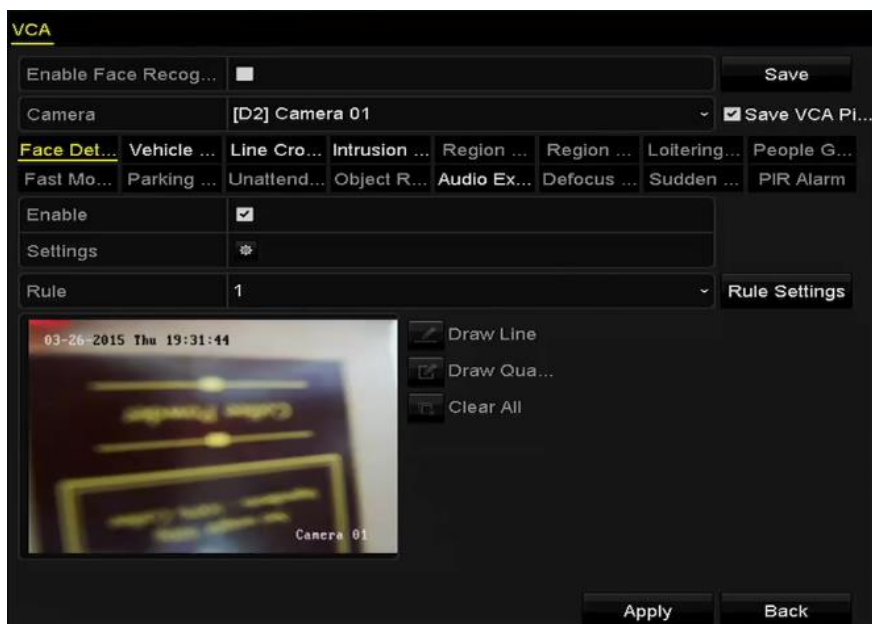 VCA
Enable Face Recog...
Save
Camera [D2] Camera 01
Save VCA Pi...
Face Det... Vehicle ... Line Cro... Intrusion ... Region ... Region ... Loitering... People G...
Fast Mo... Parking ... Unattend... Object R... Audio Ex... Defocus ... Sudden ... PIR Alarm
Enable
Settings
Rule 1
Rule Settings
03-26-2015 Thu 19:31:44
Draw Line
Draw Qua...
Clear All
Camera 01
Apply
Back